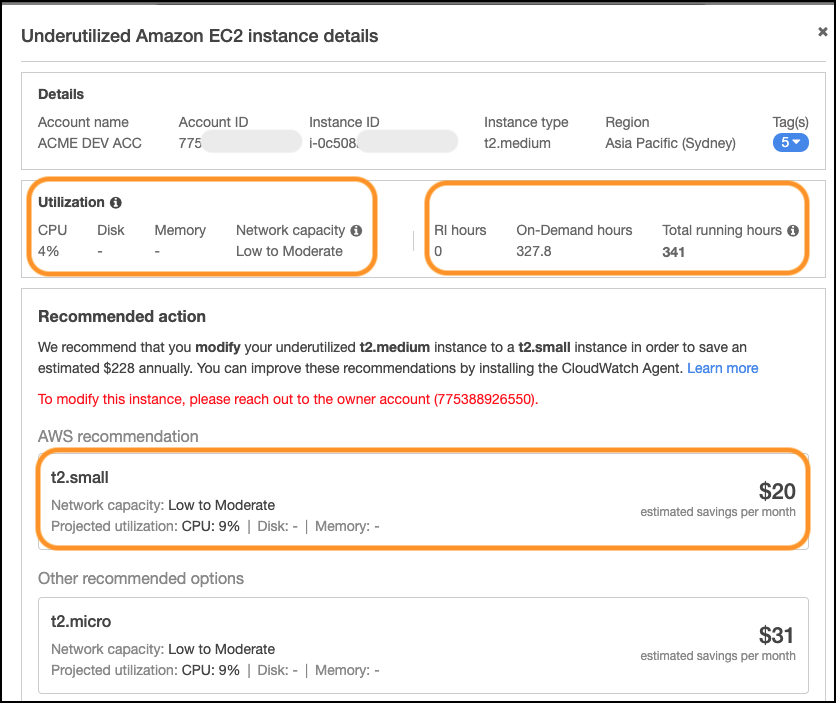 Underutilized Amazon EC2 instance details
Details
Account name Account ID Instance ID Instance type Region Tag(s)
ACME DEV ACC 775 i-0c508 t2.medium Asia Pacific (Sydney) 5
Utilization
CPU Disk Memory Network capacity RI hours On-Demand hours Total running hours
4% - - Low to Moderate 0 327.8 341
Recommended action
We recommend that you modify your underutilized t2.medium instance to a t2.small instance in order to save an
estimated $228 annually. You can improve these recommendations by installing the CloudWatch Agent. Learn more
To modify this instance, please reach out to the owner account (775388926550).
AWS recommendation
t2.small
$20
Network capacity: Low to Moderate
estimated savings per month
Projected utilization: CPU: 9% | Disk: - | Memory: -
Other recommended options
t2.micro
$31
Network capacity: Low to Moderate
estimated savings per month
Projected utilization: CPU: 9% | Disk: - | Memory: -